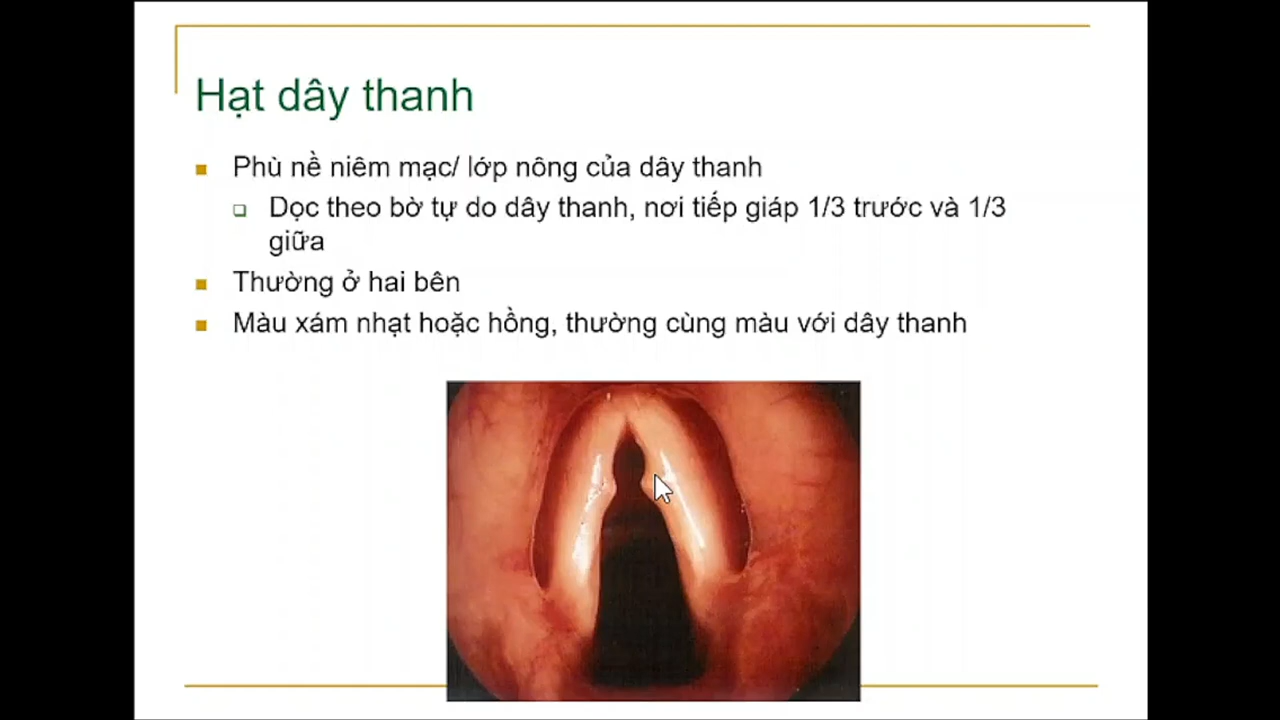 Hạt dây thanh
Phù nề niêm mạc/ lớp nông của dây thanh
Dọc theo bờ tự do dây thanh, nơi tiếp giáp 1/3 trước và 1/3
giữa
Thường ở hai bên
Màu xám nhạt hoặc hồng, thường cùng màu với dây thanh